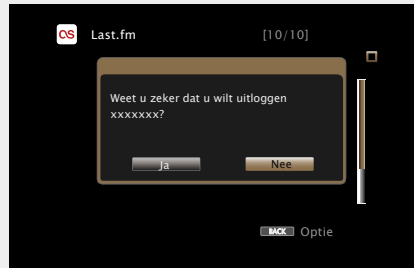 Last.fm [10/10]
Weet u zeker dat u wilt uitloggen
xxxxxxx?
Ja Nee
BACK Optie